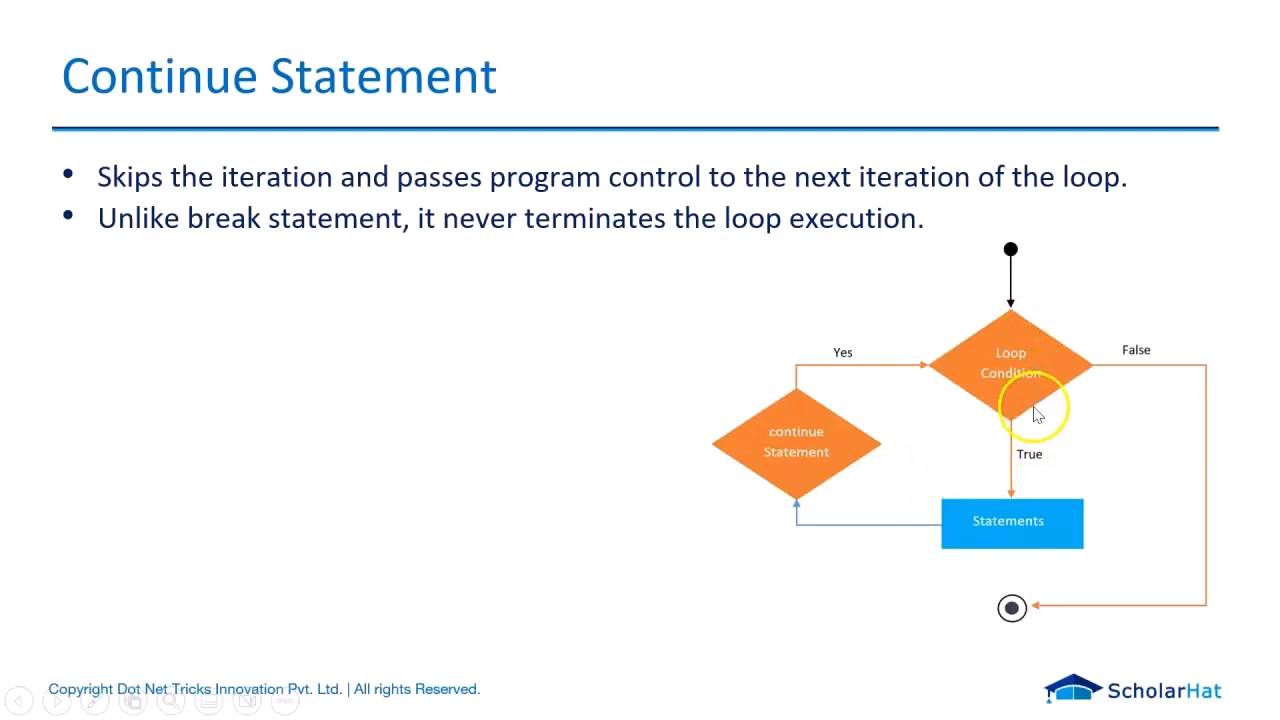 Continue Statement
• Skips the iteration and passes program control to the next iteration of the loop.
• Unlike break statement, it never terminates the loop execution.
Yes
Loop
Condition
False
continue
Statement
True
Statements
Copyright Dot Net Tricks Innovation Pvt. Ltd. | All rights Reserved.
ScholarHat